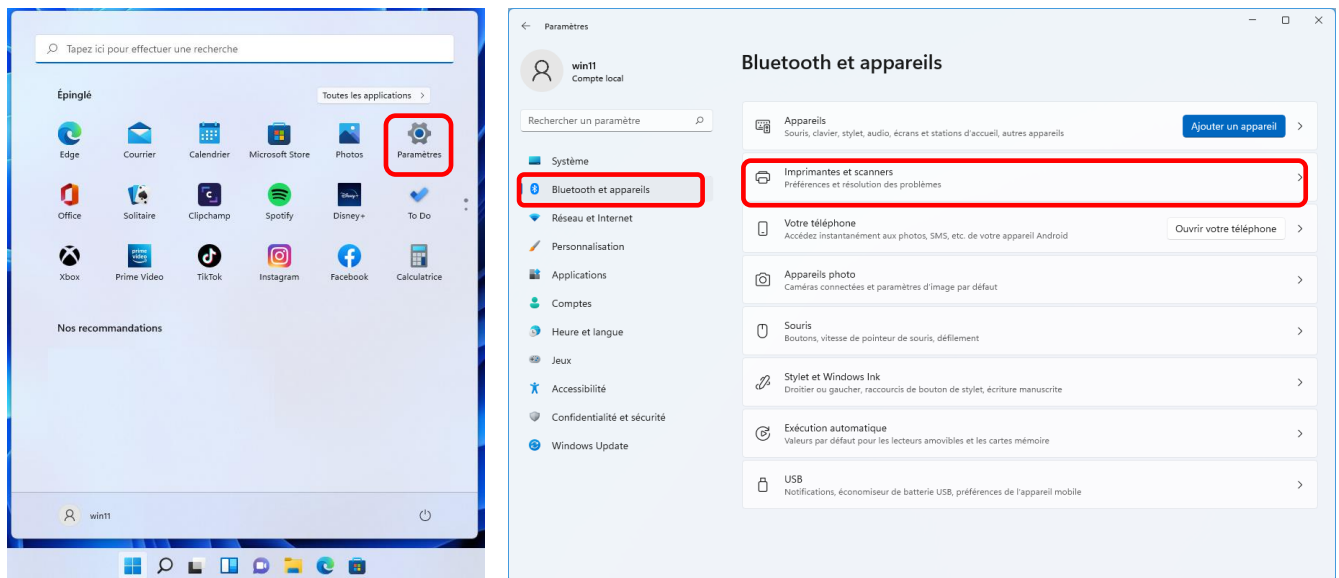 Tapez ici pour effectuer une recherche
Épinglé
Toutes les applications >
Edge
Courrier
Calendrier
Microsoft Store
Photos
Paramètres
Office
Solitaire
Clipchamp
Disney+
Spotify
Disney+
To Do
Xbox
prime video
Prime Video
TikTok
Instagram
Facebook
Calculatrice
Nos recommandations
win11
Paramètres
win11
Compte local
Rechercher un paramètre
Système
Bluetooth et appareils
Réseau et Internet
Personnalisation
Applications
Comptes
Heure et langue
Jeux
Accessibilité
Confidentialité et sécurité
Windows Update
Bluetooth et appareils
Appareils
Souris, clavier, stylet, audio, écrans et stations d'accueil, autres appareils
Ajouter un appareil
Imprimantes et scanners
Préférences et résolution des problèmes
Votre téléphone
Accédez instantanément aux photos, SMS, etc. de votre appareil Android
Ouvrir votre téléphone
Appareils photo
Caméras connectées et paramètres d'image par défaut
Souris
Boutons, vitesse de pointeur de souris, défilement
Stylet et Windows Ink
Droitier ou gaucher, raccourcis de bouton de stylet, écriture manuscrite
Exécution automatique
Valeurs par défaut pour les lecteurs amovibles et les cartes mémoire
USB
Notifications, économiseur de batterie USB, préférences de l'appareil mobile